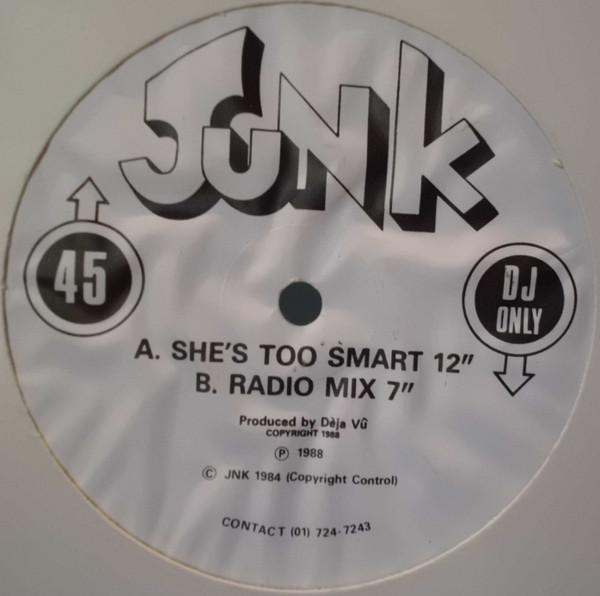 JUNK
45
DJ
ONLY
A. SHE'S TOO SMART 12"
B. RADIO MIX 7"
Produced by Dèja Vû
COPYRIGHT 1988
℗ 1988
© JNK 1984 (Copyright Control)
CONTACT (01) 724-7243